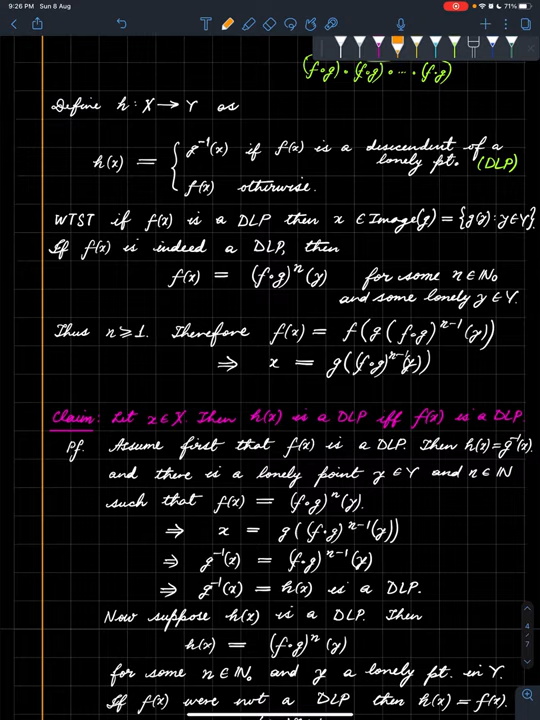 9:26 PM Sun 8 Aug
(f∘g)∘(f∘g)∘ ⋯ ∘(f∘g)
Define h: X → Y as
h(x) = { g⁻¹(x) if f(x) is a descendent of a lonely pt. (DLP)
f(x) otherwise.
WTST if f(x) is a DLP then x ∈ Image(g) = {g(y): y∈Y}
If f(x) is indeed a DLP, then
f(x) = (f∘g)ⁿ(y) for some n∈ℕ₀
and some lonely y∈Y.
Thus n ≥ 1. Therefore f(x) = f(g((f∘g)ⁿ⁻¹(y))
⇒ x = g((f∘g)ⁿ⁻¹(y))
Claim: Let x∈X. Then h(x) is a DLP iff f(x) is a DLP
Pf. Assume first that f(x) is a DLP. Then h(x)=g⁻¹(x).
and there is a lonely point y∈Y and n∈ℕ
such that f(x) = (f∘g)ⁿ(y).
⇒ x = g((f∘g)ⁿ⁻¹(y))
⇒ g⁻¹(x) = (f∘g)ⁿ⁻¹(y)
⇒ g⁻¹(x) = h(x) is a DLP.
Now suppose h(x) is a DLP. Then
h(x) = (f∘g)ⁿ(y)
for some n∈ℕ₀ and y a lonely pt. in Y.
If f(x) were not a DLP then h(x) = f(x).
4
7